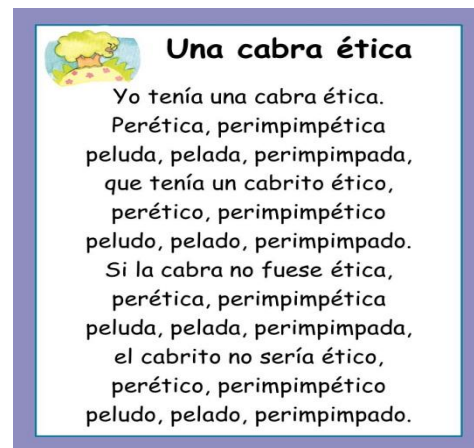 Una cabra ética
Yo tenía una cabra ética.
Perética, perimpimpética
peluda, pelada, perimpimpada,
que tenía un cabrito ético,
perético, perimpimpético
peludo, pelado, perimpimpado.
Si la cabra no fuese ética,
perética, perimpimpética
peluda, pelada, perimpimpada,
el cabrito no sería ético,
perético, perimpimpético
peludo, pelado, perimpimpado.